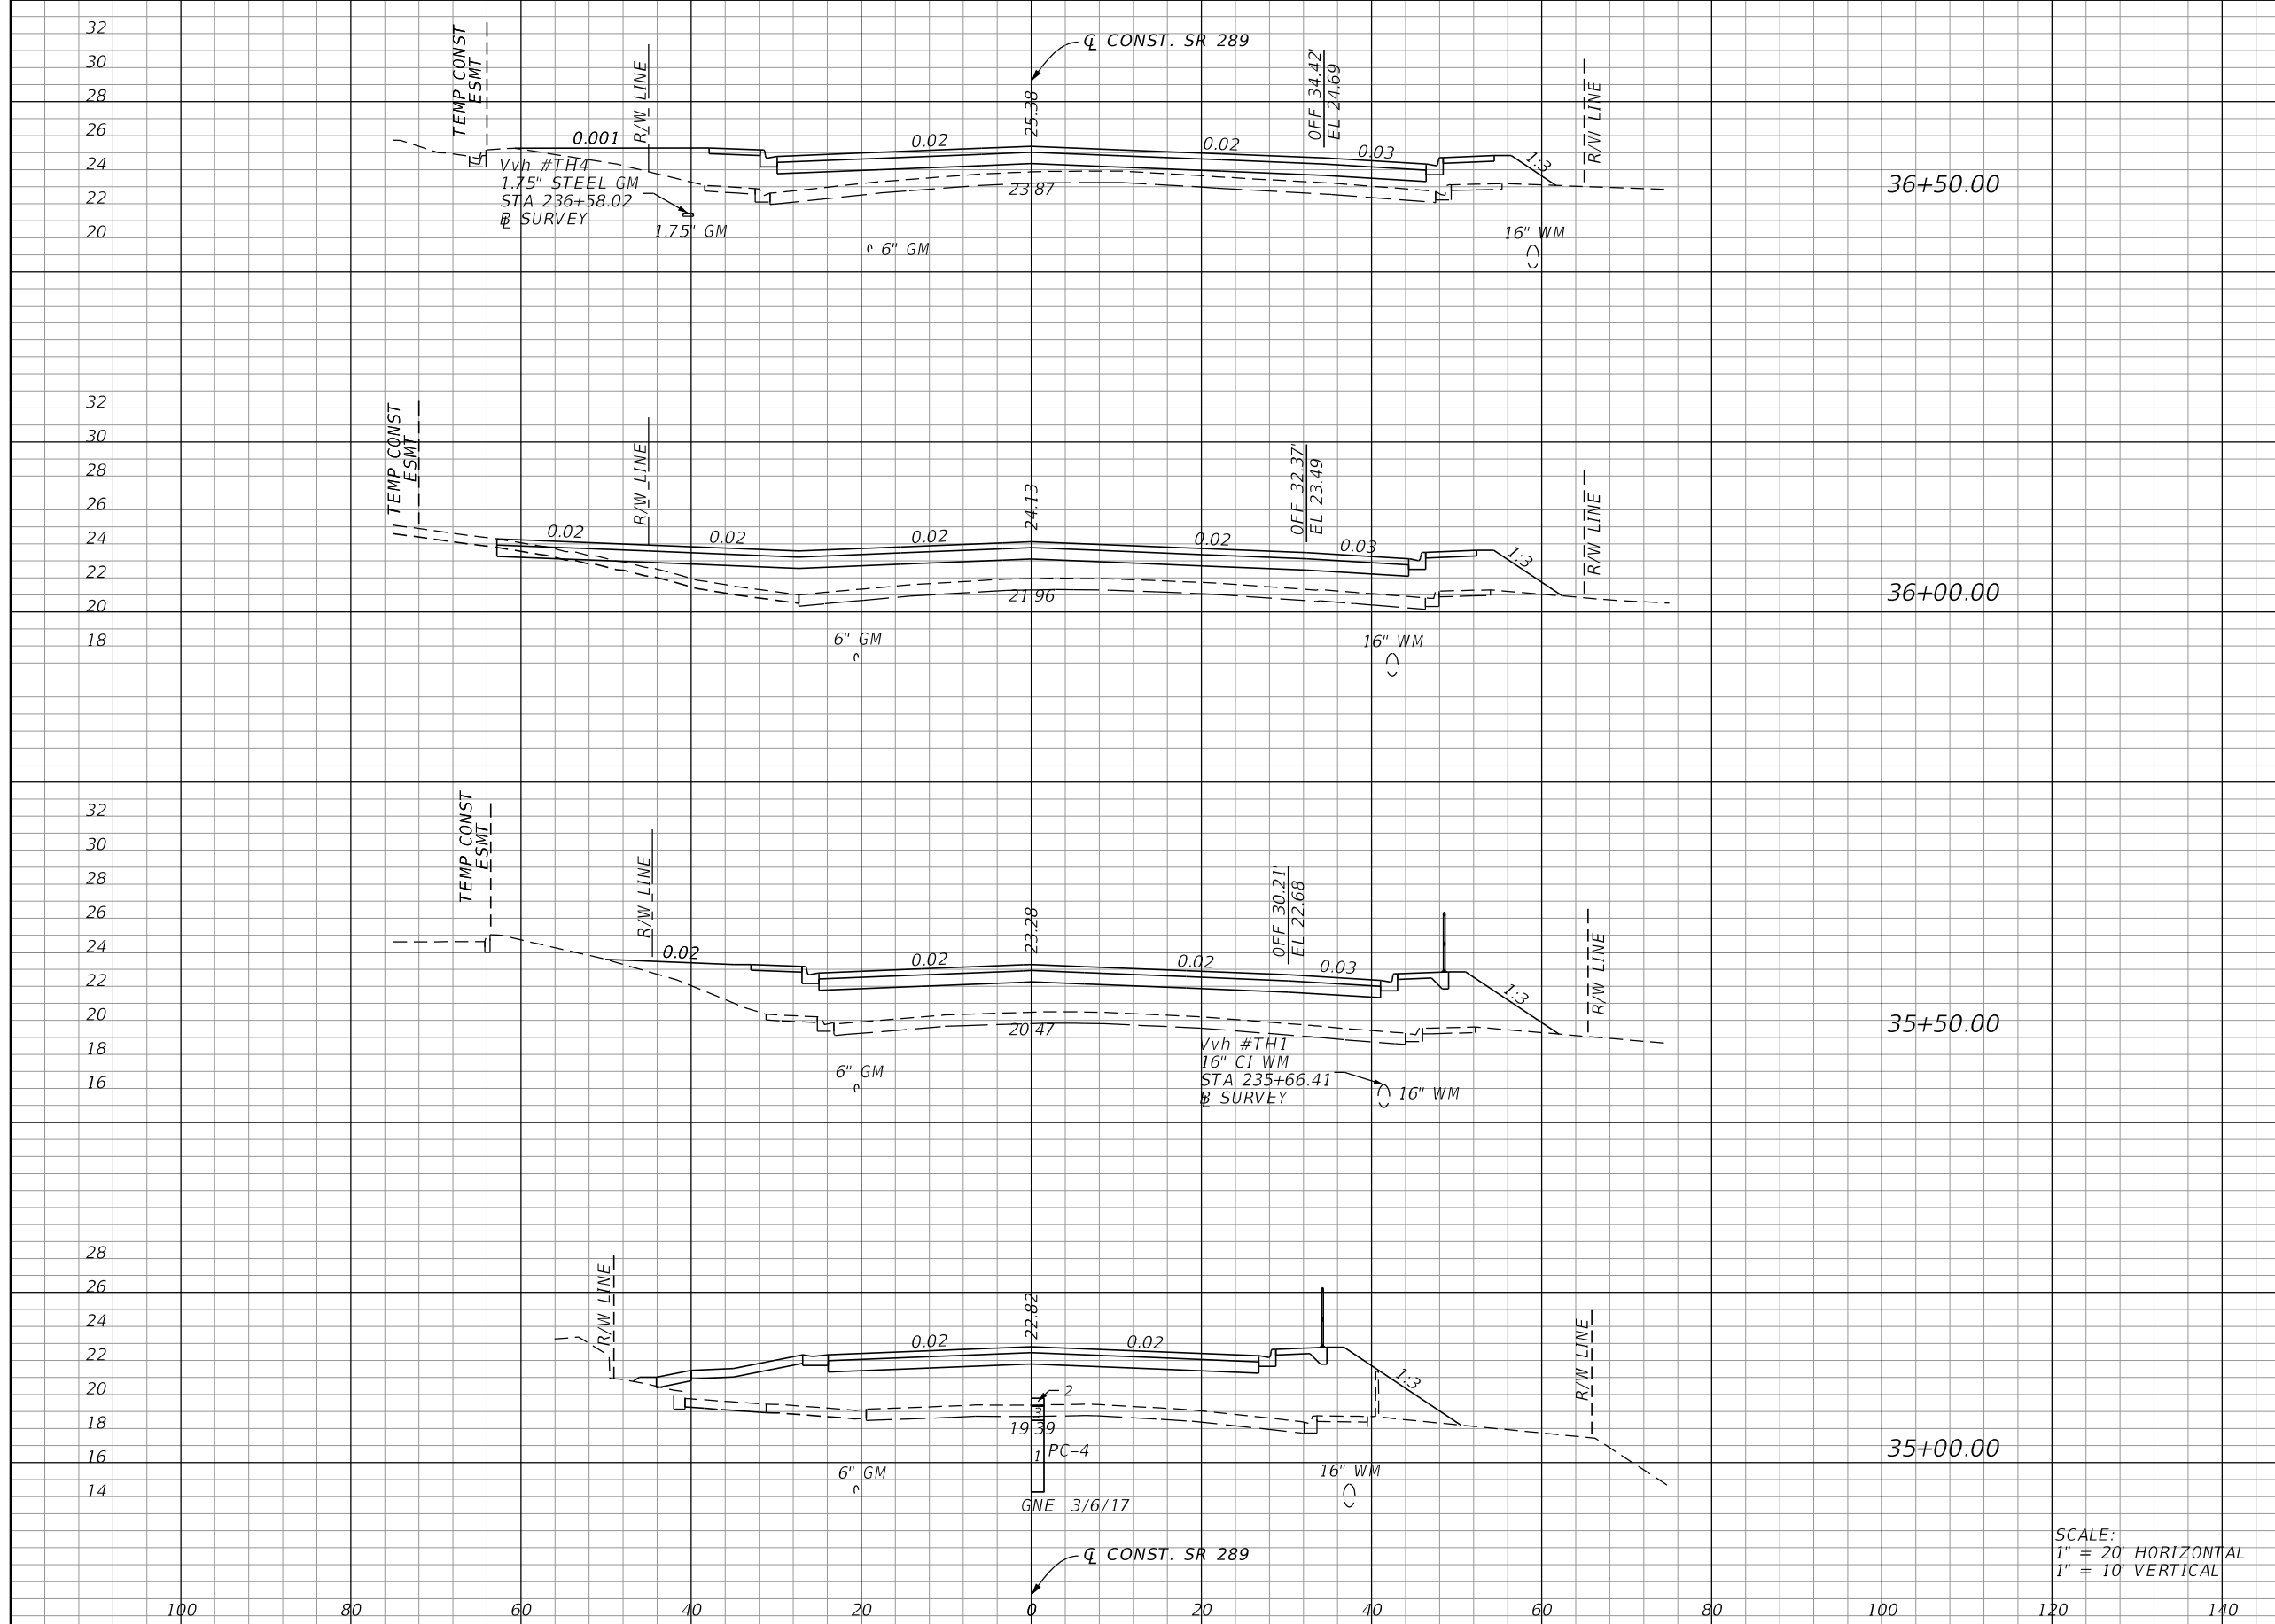 32
30
28
26
24
22
20
TEMP CONST
ESMT
R/W LINE
℄ CONST. SR 289
25.38
OFF 34.42'
EL 24.69
R/W LINE
0.001
0.02
0.02
0.03
1:3
Vvh #TH4
1.75" STEEL GM
STA 236+58.02
BL SURVEY
1.75" GM
6" GM
23.87
16" WM
36+50.00
32
30
28
26
24
22
20
18
TEMP CONST
ESMT
R/W LINE
24.13
OFF 32.37'
EL 23.49
R/W LINE
0.02
0.02
0.02
0.02
0.03
1:3
21.96
6" GM
16" WM
36+00.00
32
30
28
26
24
22
20
18
16
TEMP CONST
ESMT
R/W LINE
23.28
OFF 30.21'
EL 22.68
R/W LINE
0.02
0.02
0.02
0.03
1:3
20.47
6" GM
Vvh #TH1
16" CI WM
STA 235+66.41
BL SURVEY
16" WM
35+50.00
28
26
24
22
20
18
16
14
R/W LINE
22.82
R/W LINE
0.02
0.02
1:3
2
3
19.39
1
PC-4
6" GM
16" WM
GNE 3/6/17
35+00.00
℄ CONST. SR 289
SCALE:
1" = 20' HORIZONTAL
1" = 10' VERTICAL
100 80 60 40 20 0 20 40 60 80 100 120 140